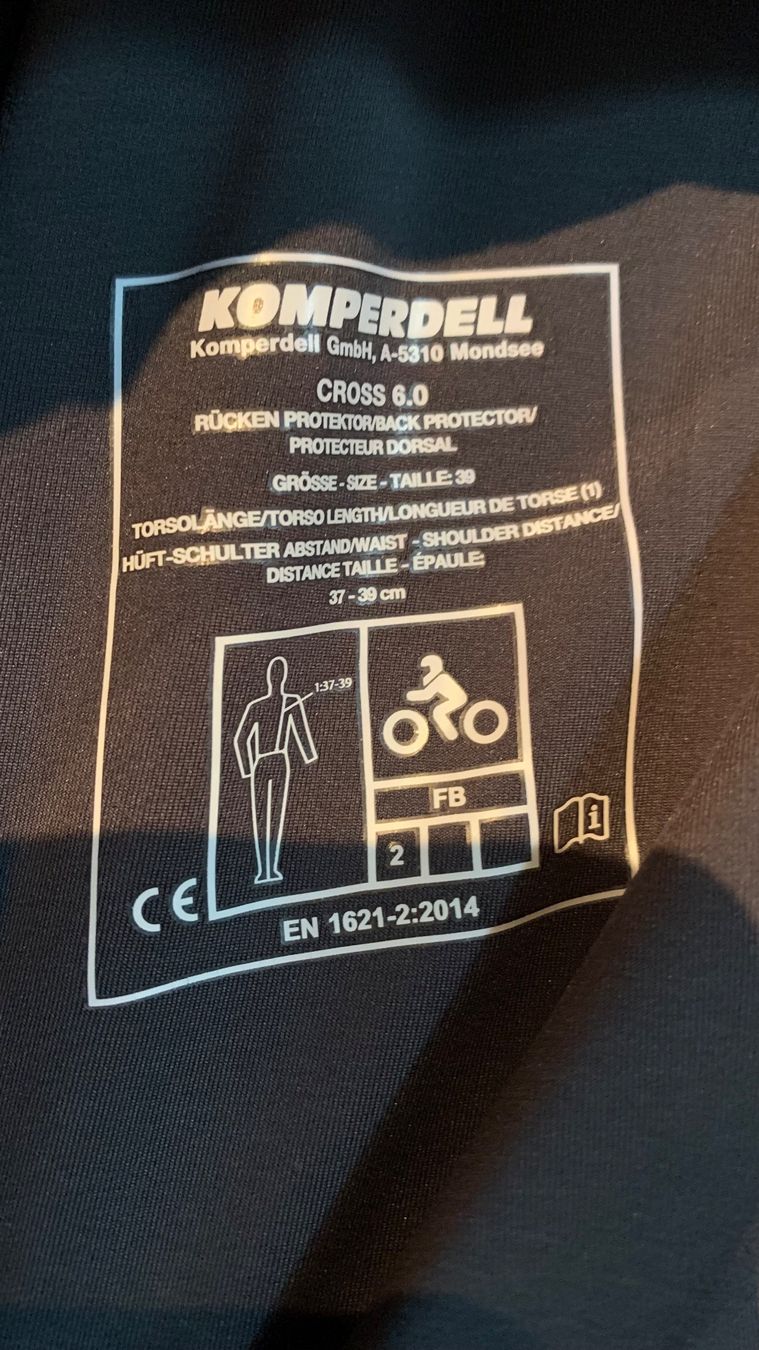 KOMPERDELL
Komperdell GmbH, A-5310 Mondsee
CROSS 6.0
RÜCKEN PROTEKTOR/BACK PROTECTOR/
PROTECTEUR DORSAL
GRÖSSE - SIZE - TAILLE: 39
TORSOLÄNGE/TORSO LENGTH/LONGUEUR DE TORSE (1)
HÜFT-SCHULTER ABSTAND/WAIST - SHOULDER DISTANCE/
DISTANCE TAILLE - ÉPAULE:
37 - 39 cm
1:37-39
FB
2
i
CE
EN 1621-2:2014